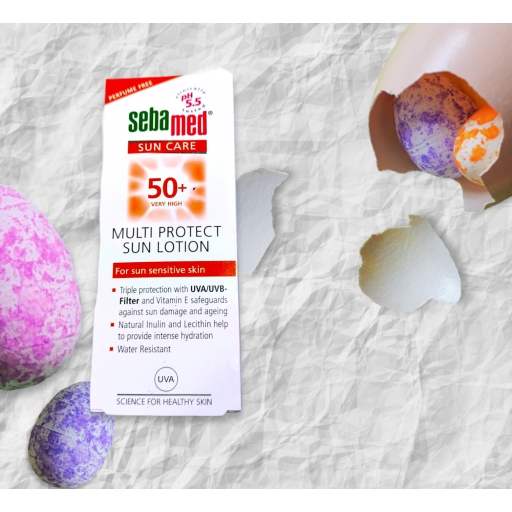 PERFUME FREE
clinically
pH
5.5
tested
sebamed®
SUN CARE
50+
VERY HIGH
MULTI PROTECT
SUN LOTION
For sun sensitive skin
▪ Triple protection with UVA/UVB-
Filter and Vitamin E safeguards
against sun damage and ageing
▪ Natural Inulin and Lecithin help
to provide intense hydration
▪ Water Resistant
UVA
SCIENCE FOR HEALTHY SKIN